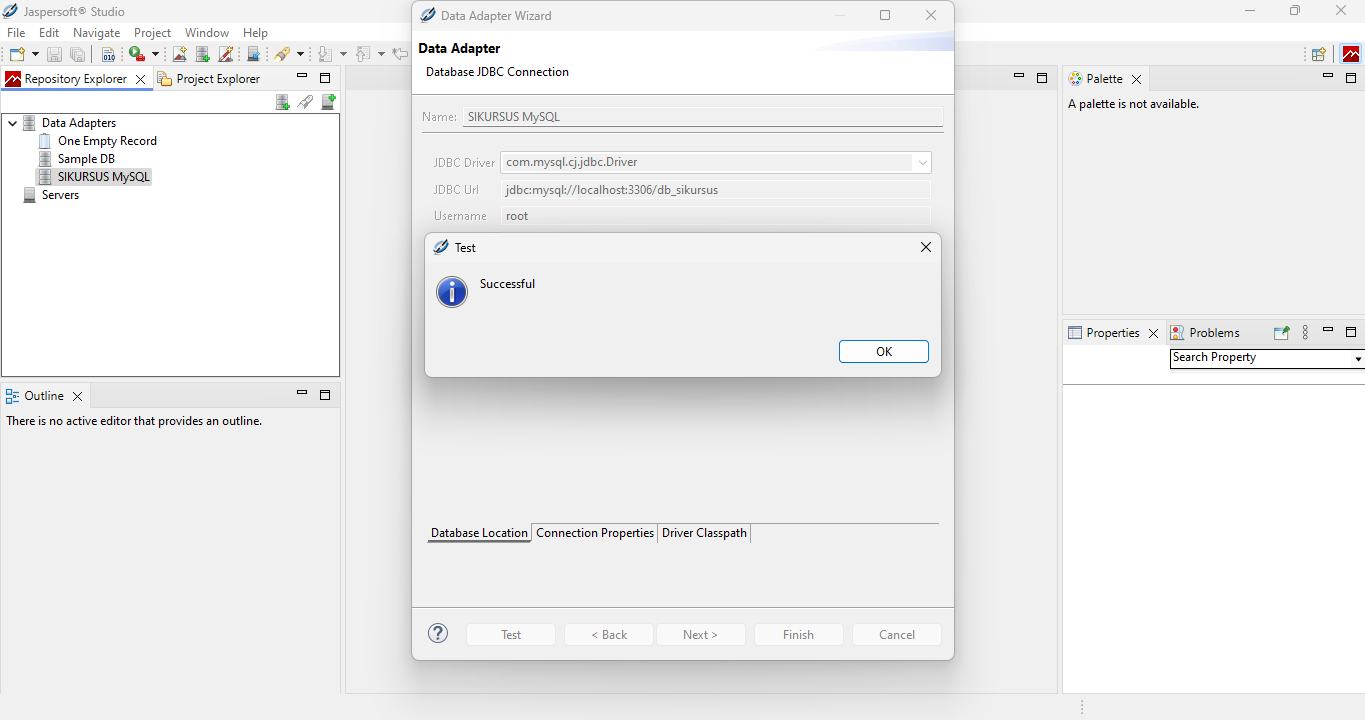 Jaspersoft® Studio
File Edit Navigate Project Window Help
Repository Explorer
Project Explorer
Data Adapters
One Empty Record
Sample DB
SIKURSUS MySQL
Servers
Outline
There is no active editor that provides an outline.
Data Adapter Wizard
Data Adapter
Database JDBC Connection
Name: SIKURSUS MySQL
JDBC Driver com.mysql.cj.jdbc.Driver
JDBC Url jdbc:mysql://localhost:3306/db_sikursus
Username root
Test
Successful
OK
Database Location Connection Properties Driver Classpath
Test < Back Next > Finish Cancel
Palette
A palette is not available.
Properties Problems
Search Property